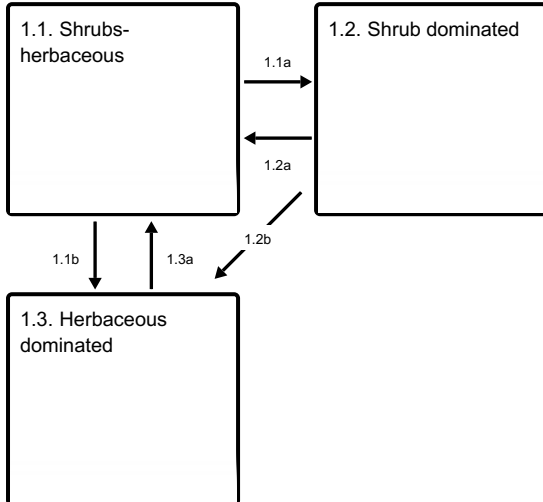 1.1. Shrubs-
herbaceous
1.2. Shrub dominated
1.1a
1.2a
1.1b
1.3a
1.2b
1.3. Herbaceous
dominated